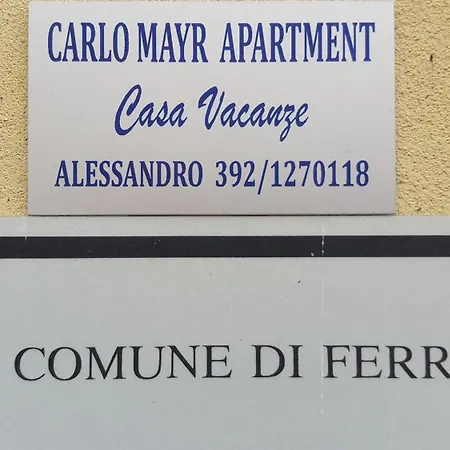 CARLO MAYR APARTMENT
Casa Vacanze
ALESSANDRO 392/1270118
COMUNE DI FERR